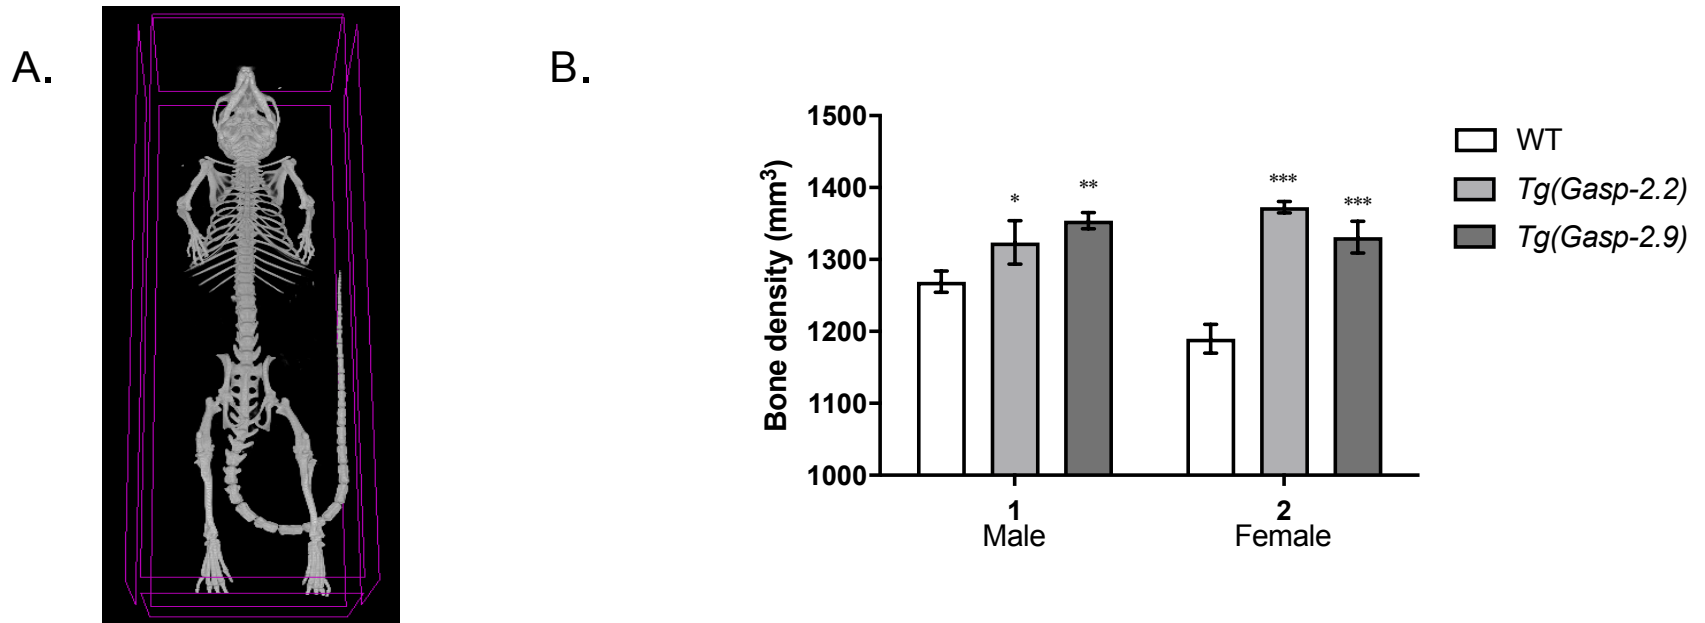 A.
B.
Bone density (mm³)
1500
1400
1300
1200
1100
1000
*
**
***
***
1
Male
2
Female
WT
Tg(Gasp-2.2)
Tg(Gasp-2.9)